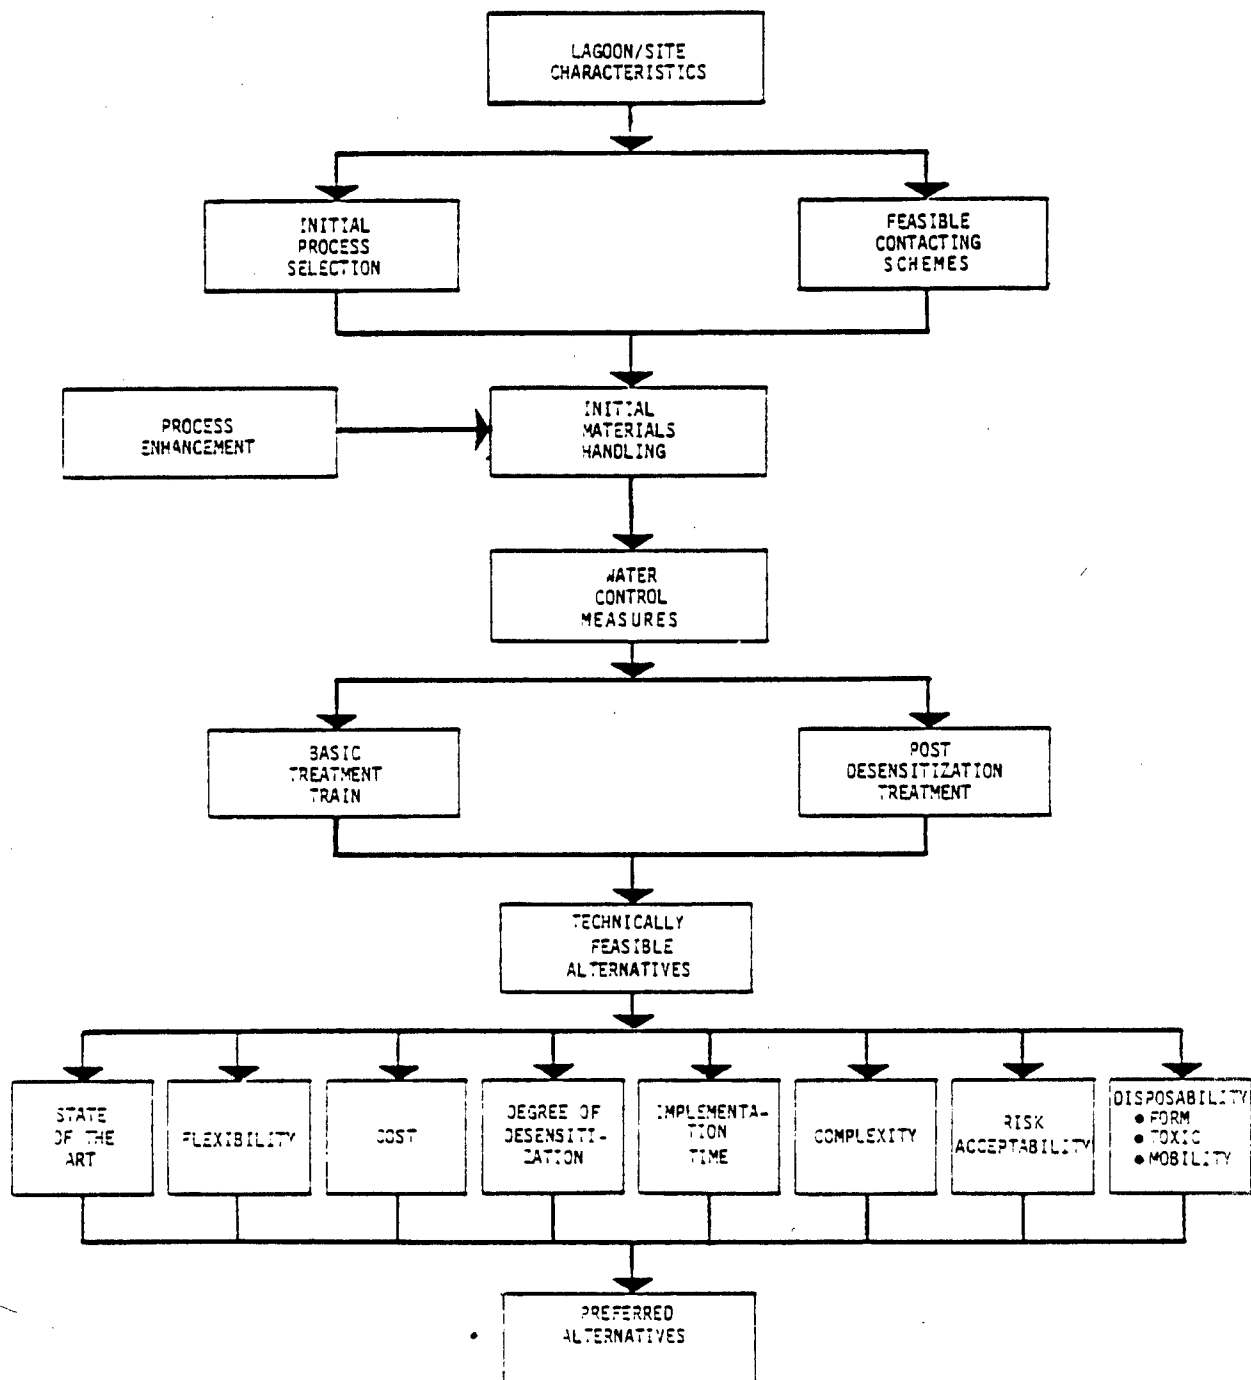 LAGOON/SITE
CHARACTERISTICS
INITIAL
PROCESS
SELECTION
FEASIBLE
CONTACTING
SCHEMES
PROCESS
ENHANCEMENT
INITIAL
MATERIALS
HANDLING
WATER
CONTROL
MEASURES
BASIC
TREATMENT
TRAIN
POST
DESENSITIZATION
TREATMENT
TECHNICALLY
FEASIBLE
ALTERNATIVES
STATE
OF THE
ART
FLEXIBILITY
COST
DEGREE OF
DESENSITI-
ZATION
IMPLEMENTA-
TION
TIME
COMPLEXITY
RISK
ACCEPTABILITY
DISPOSABILITY
• FORM
• TOXIC
• MOBILITY
PREFERRED
ALTERNATIVES